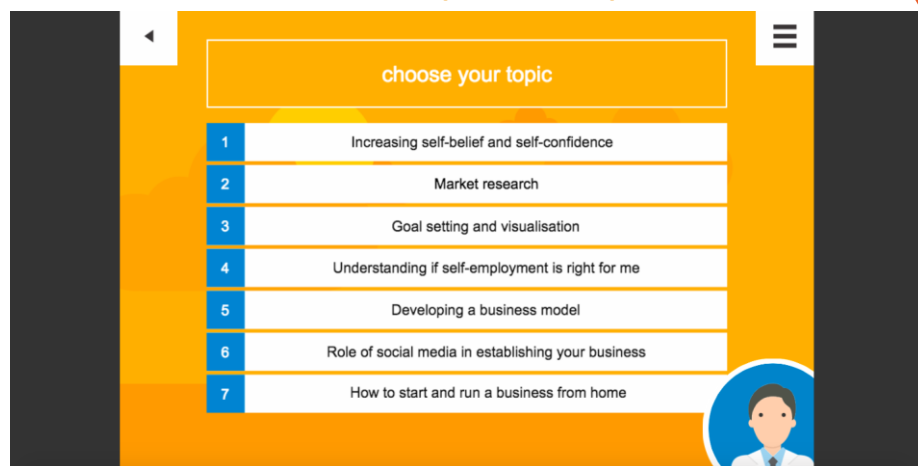 choose your topic
1 Increasing self-belief and self-confidence
2 Market research
3 Goal setting and visualisation
4 Understanding if self-employment is right for me
5 Developing a business model
6 Role of social media in establishing your business
7 How to start and run a business from home